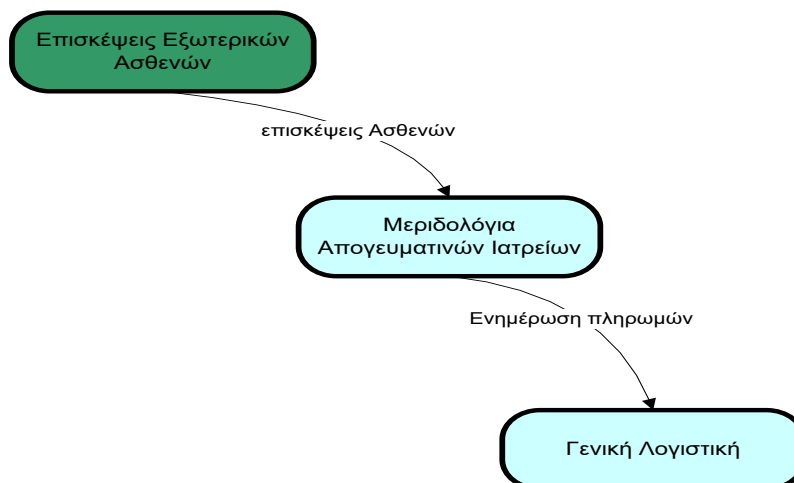 Επισκέψεις Εξωτερικών
Ασθενών
επισκέψεις Ασθενών
Μεριδολόγια
Απογευματινών Ιατρείων
Ενημέρωση πληρωμών
Γενική Λογιστική